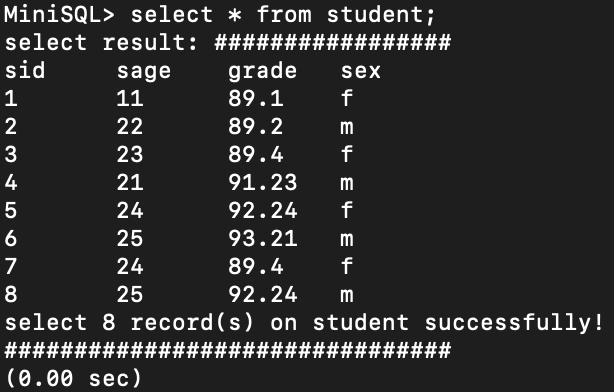 MiniSQL> select * from student;
select result: #################
sid     sage    grade   sex
1       11      89.1    f
2       22      89.2    m
3       23      89.4    f
4       21      91.23   m
5       24      92.24   f
6       25      93.21   m
7       24      89.4    f
8       25      92.24   m
select 8 record(s) on student successfully!
################################
(0.00 sec)